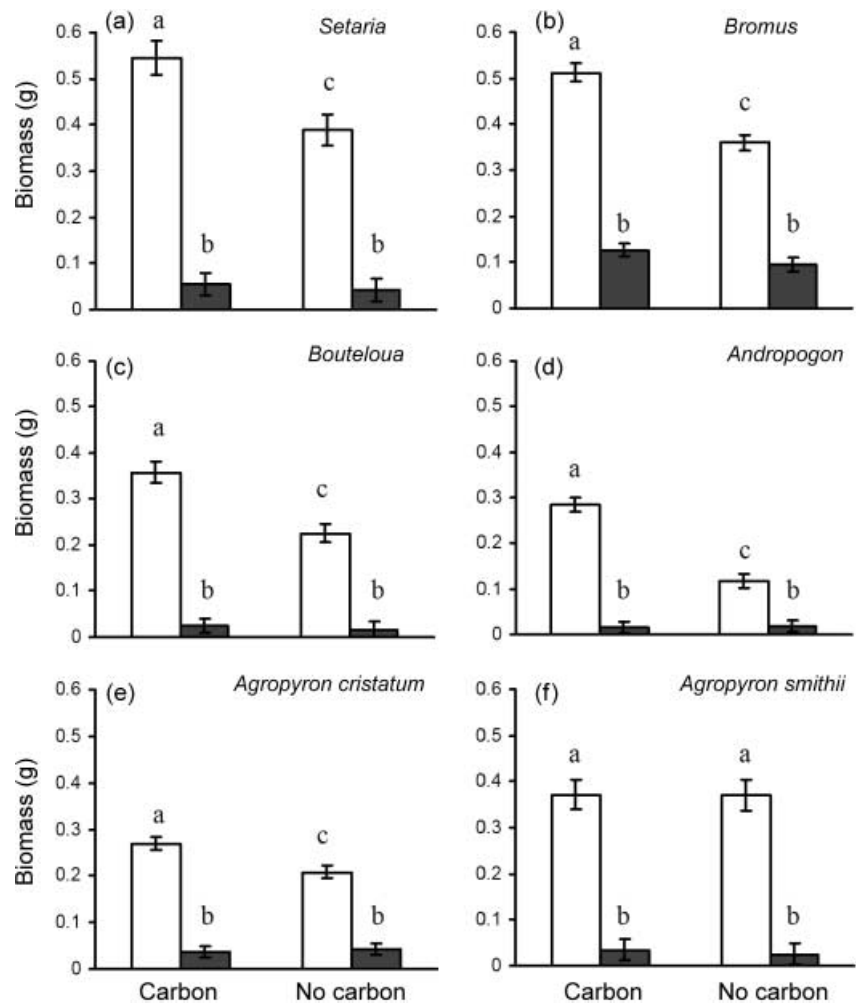 (a)
Setaria
Biomass (g)
0.6
0.5
0.4
0.3
0.2
0.1
0
a
b
c
b
(b)
Bromus
0.6
0.5
0.4
0.3
0.2
0.1
0
a
b
c
b
(c)
Bouteloua
Biomass (g)
0.6
0.5
0.4
0.3
0.2
0.1
0
a
b
c
b
(d)
Andropogon
0.6
0.5
0.4
0.3
0.2
0.1
0
a
b
c
b
(e)
Agropyron cristatum
Biomass (g)
0.6
0.5
0.4
0.3
0.2
0.1
0
a
b
c
b
Carbon
No carbon
(f)
Agropyron smithii
0.6
0.5
0.4
0.3
0.2
0.1
0
a
b
a
b
Carbon
No carbon